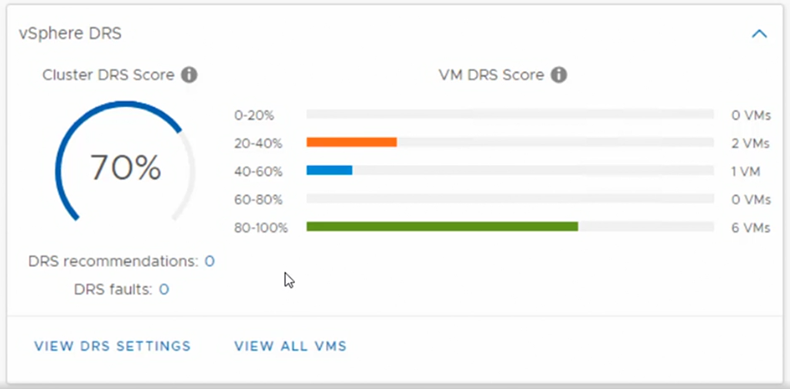 vSphere DRS
Cluster DRS Score
VM DRS Score
70%
0-20% 0 VMs
20-40% 2 VMs
40-60% 1 VM
60-80% 0 VMs
80-100% 6 VMs
DRS recommendations: 0
DRS faults: 0
VIEW DRS SETTINGS
VIEW ALL VMS